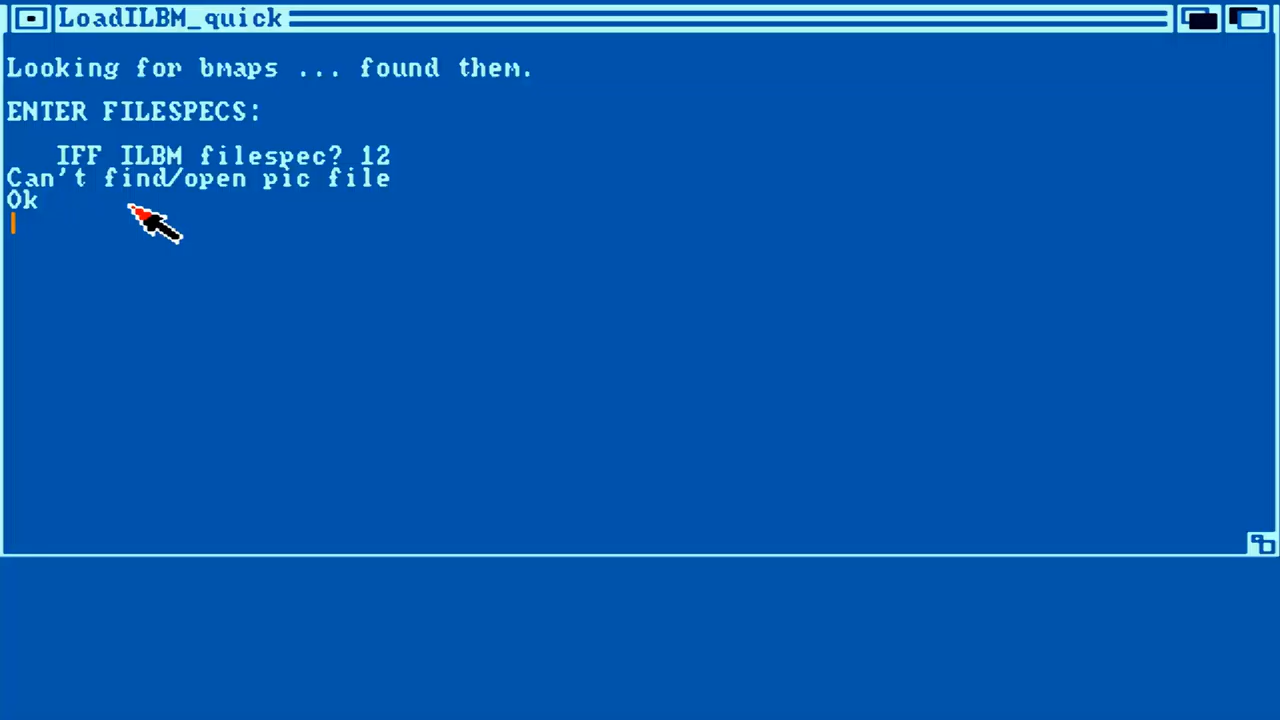 LoadILBM_quick
Looking for bmaps ... found them.
ENTER FILESPECS:
IFF ILBM filespec? 12
Can't find/open pic file
Ok